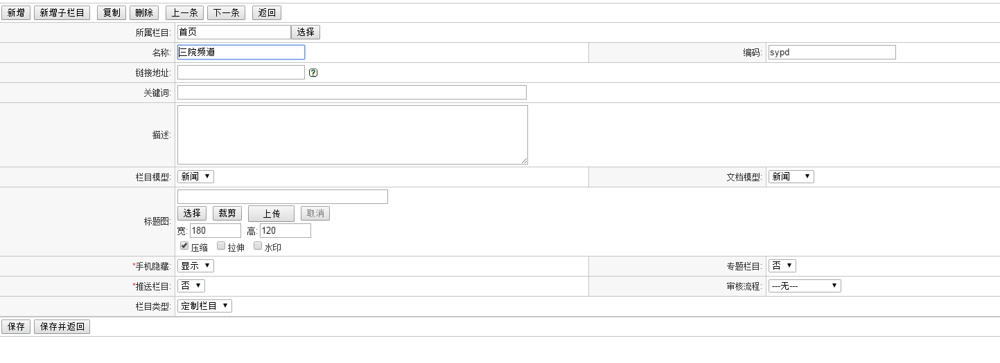 新增 新增子栏目 复制 删除 上一条 下一条 返回
所属栏目: 首页 选择
名称: 三院频道 编码: sypd
链接地址: ?
关键词:
描述:
栏目模型: 新闻 文档模型: 新闻
标题图:
选择 裁剪 上传 取消
宽: 180 高: 120
压缩 拉伸 水印
*手机隐藏: 显示 专题栏目: 否
*推送栏目: 否 审核流程: ---无---
栏目类型: 定制栏目
保存 保存并返回